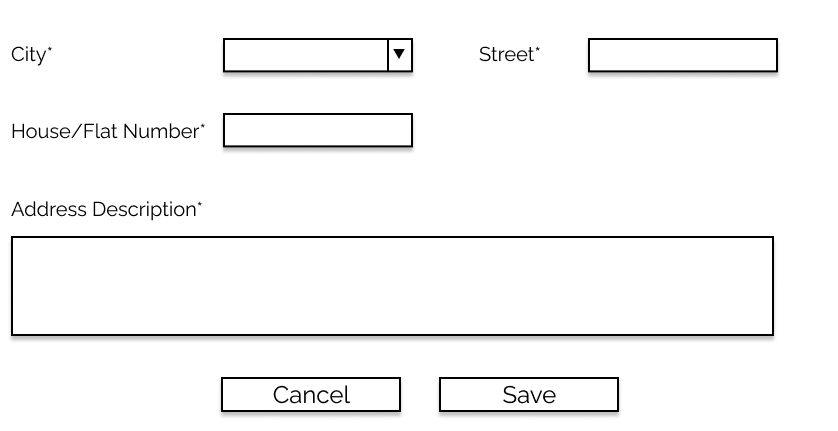 City*
Street*
House/Flat Number*
Address Description*
Cancel
Save